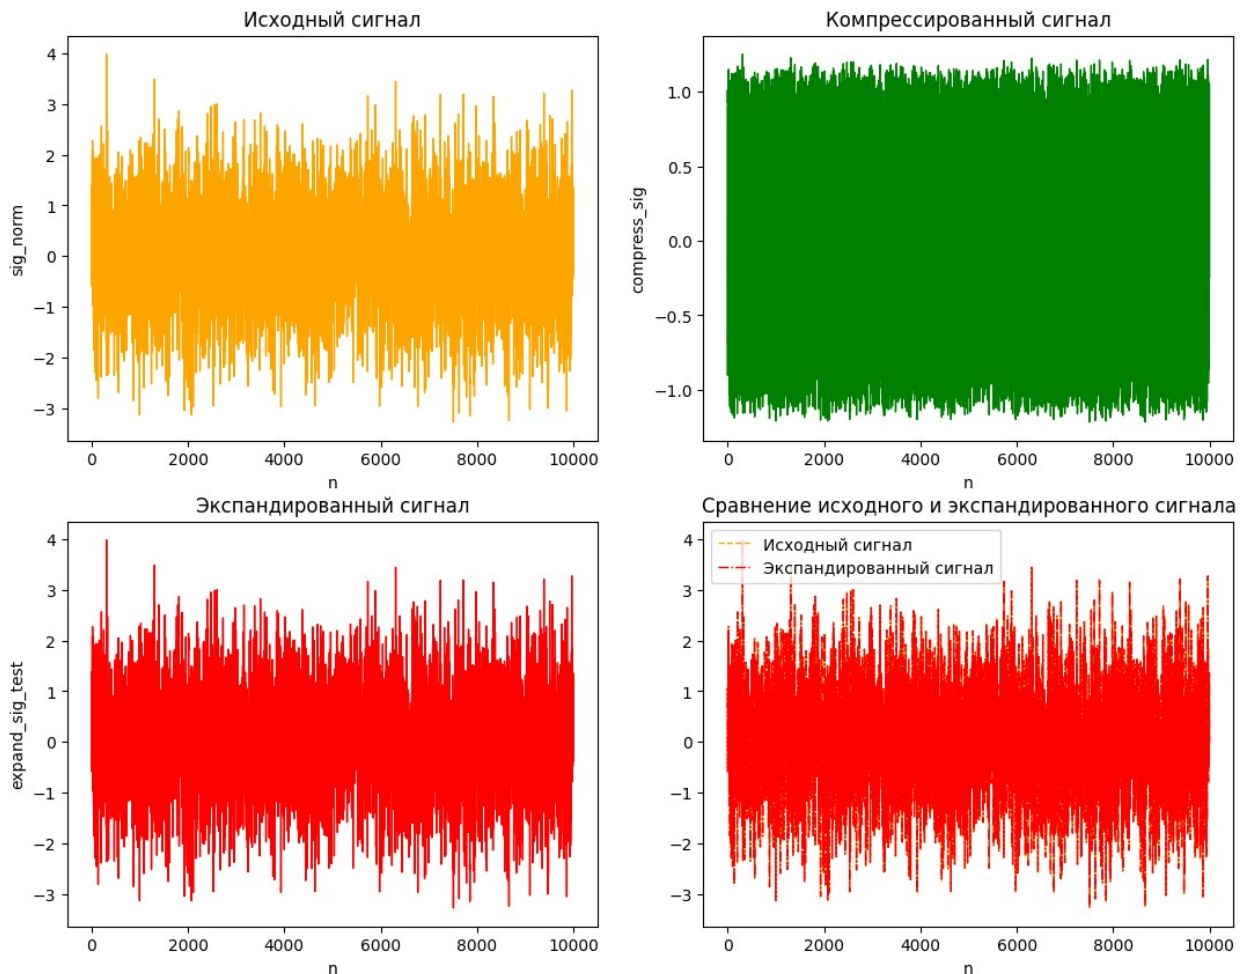 Исходный сигнал
4
3
2
1
0
−1
−2
−3
sig_norm
0 2000 4000 6000 8000 10000
n
Компрессированный сигнал
1.0
0.5
0.0
−0.5
−1.0
compress_sig
0 2000 4000 6000 8000 10000
n
Экспандированный сигнал
4
3
2
1
0
−1
−2
−3
expand_sig_test
0 2000 4000 6000 8000 10000
n
Сравнение исходного и экспандированного сигнала
Исходный сигнал
Экспандированный сигнал
4
3
2
1
0
−1
−2
−3
0 2000 4000 6000 8000 10000
n